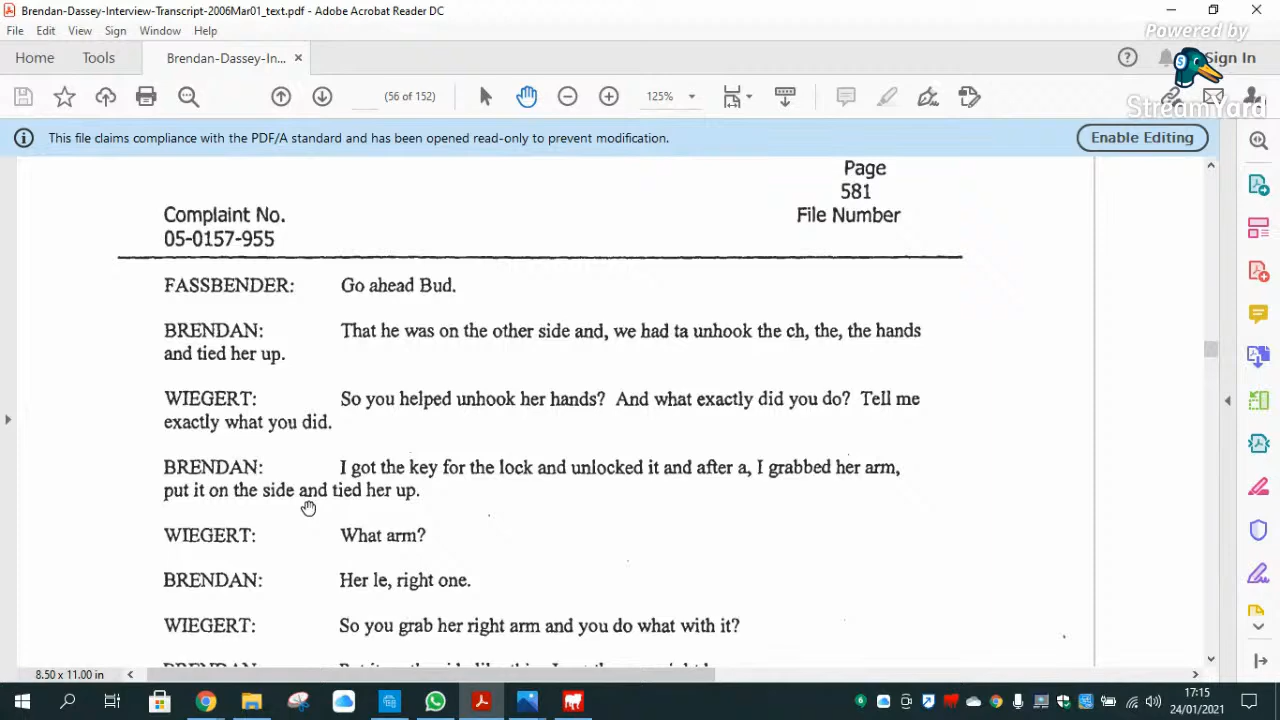 Brendan-Dassey-Interview-Transcript-2006Mar01_text.pdf - Adobe Acrobat Reader DC
File Edit View Sign Window Help
Powered by
StreamYard
Home Tools Brendan-Dassey-In... Sign In
(56 of 152) 125%
This file claims compliance with the PDF/A standard and has been opened read-only to prevent modification. Enable Editing
Page
581
Complaint No. File Number
05-0157-955
FASSBENDER: Go ahead Bud.
BRENDAN: That he was on the other side and, we had ta unhook the ch, the, the hands
and tied her up.
WIEGERT: So you helped unhook her hands? And what exactly did you do? Tell me
exactly what you did.
BRENDAN: I got the key for the lock and unlocked it and after a, I grabbed her arm,
put it on the side and tied her up.
WIEGERT: What arm?
BRENDAN: Her le, right one.
WIEGERT: So you grab her right arm and you do what with it?
8.50 x 11.00 in
17:15
24/01/2021